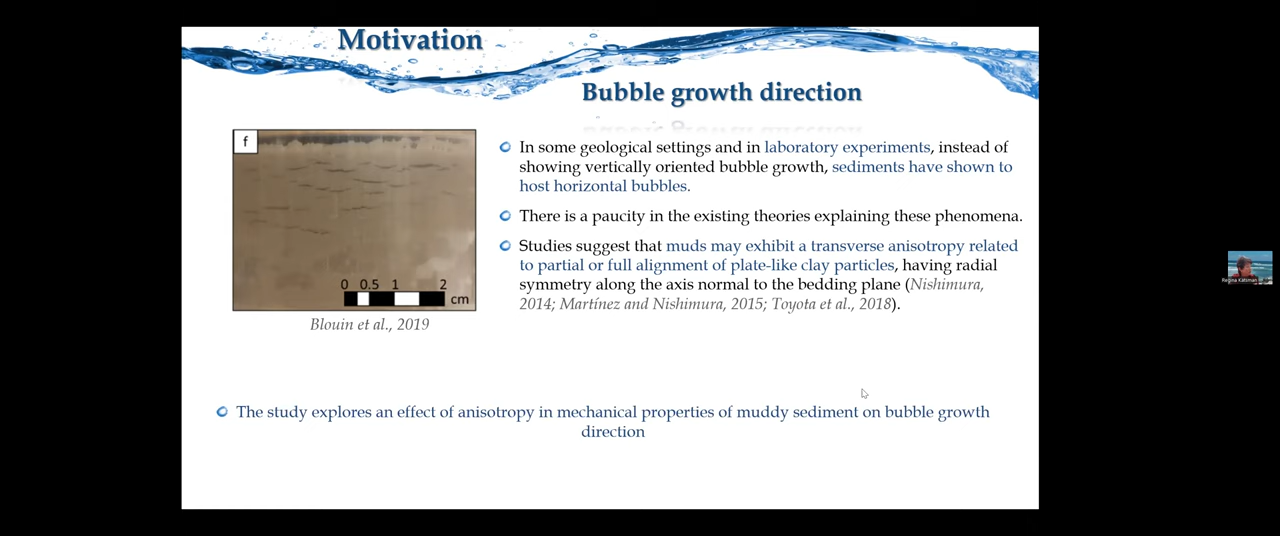 Motivation
Bubble growth direction
f
0 0.5 1 2
cm
Blouin et al., 2019
In some geological settings and in laboratory experiments, instead of
showing vertically oriented bubble growth, sediments have shown to
host horizontal bubbles.
There is a paucity in the existing theories explaining these phenomena.
Studies suggest that muds may exhibit a transverse anisotropy related
to partial or full alignment of plate-like clay particles, having radial
symmetry along the axis normal to the bedding plane (Nishimura,
2014; Martínez and Nishimura, 2015; Toyota et al., 2018).
The study explores an effect of anisotropy in mechanical properties of muddy sediment on bubble growth
direction
Regina Katsman